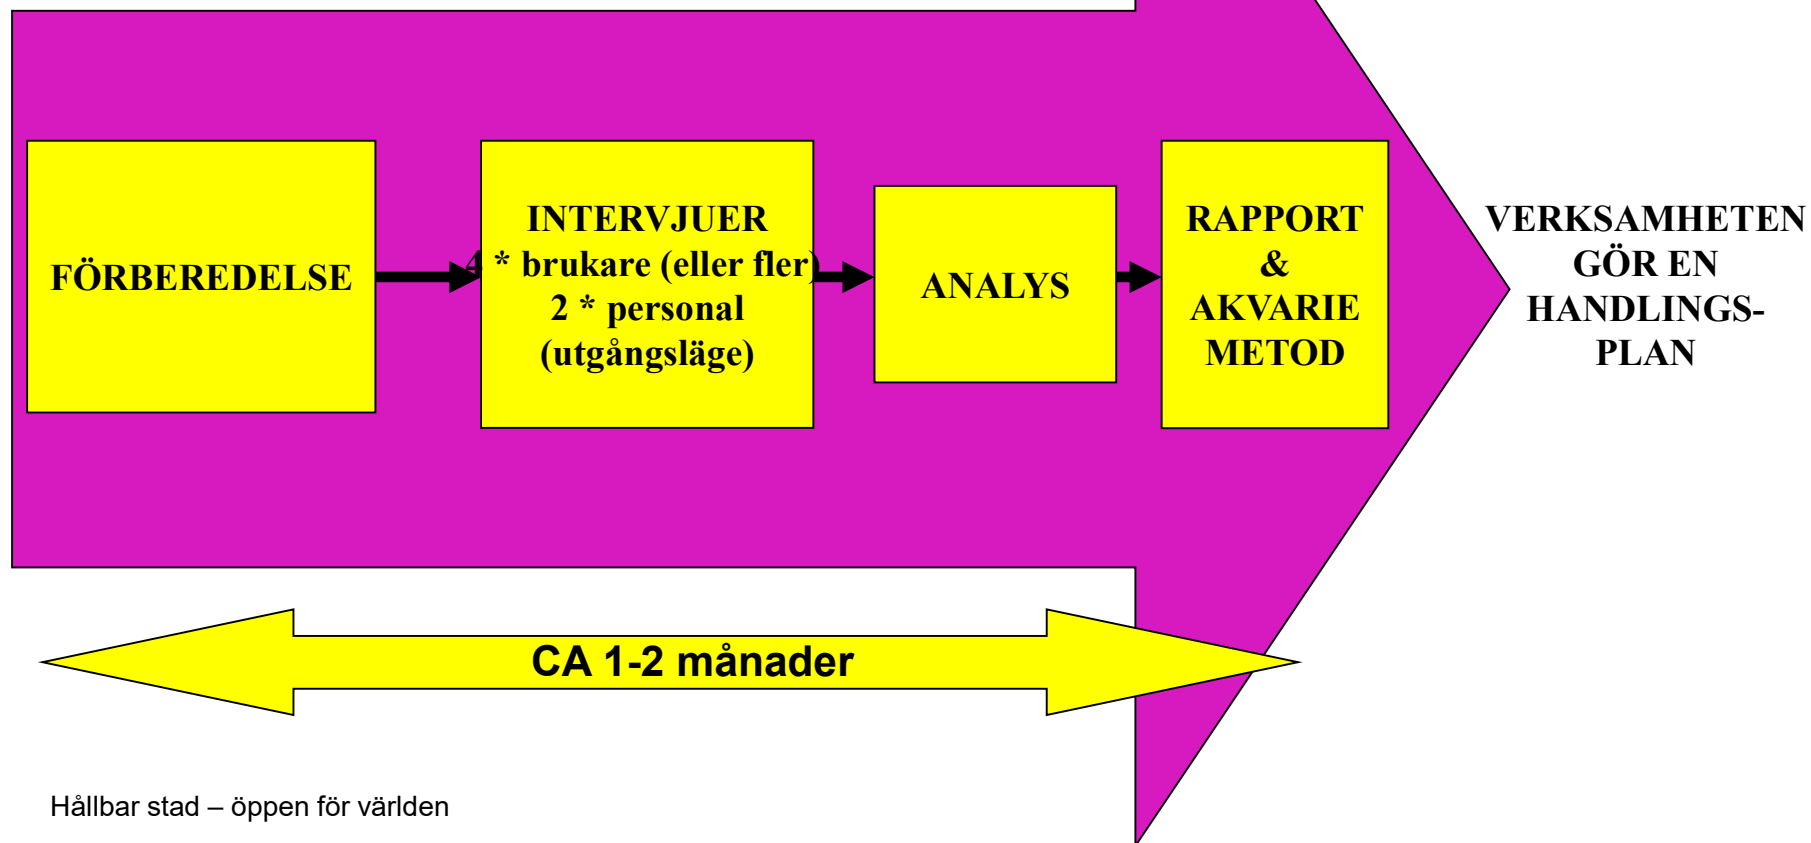 FÖRBEREDELSE
INTERVJUER
4 * brukare (eller fler)
2 * personal
(utgångsläge)
ANALYS
RAPPORT
&
AKVARIE
METOD
VERKSAMHETEN
GÖR EN
HANDLINGS-
PLAN
CA 1-2 månader
Hållbar stad – öppen för världen